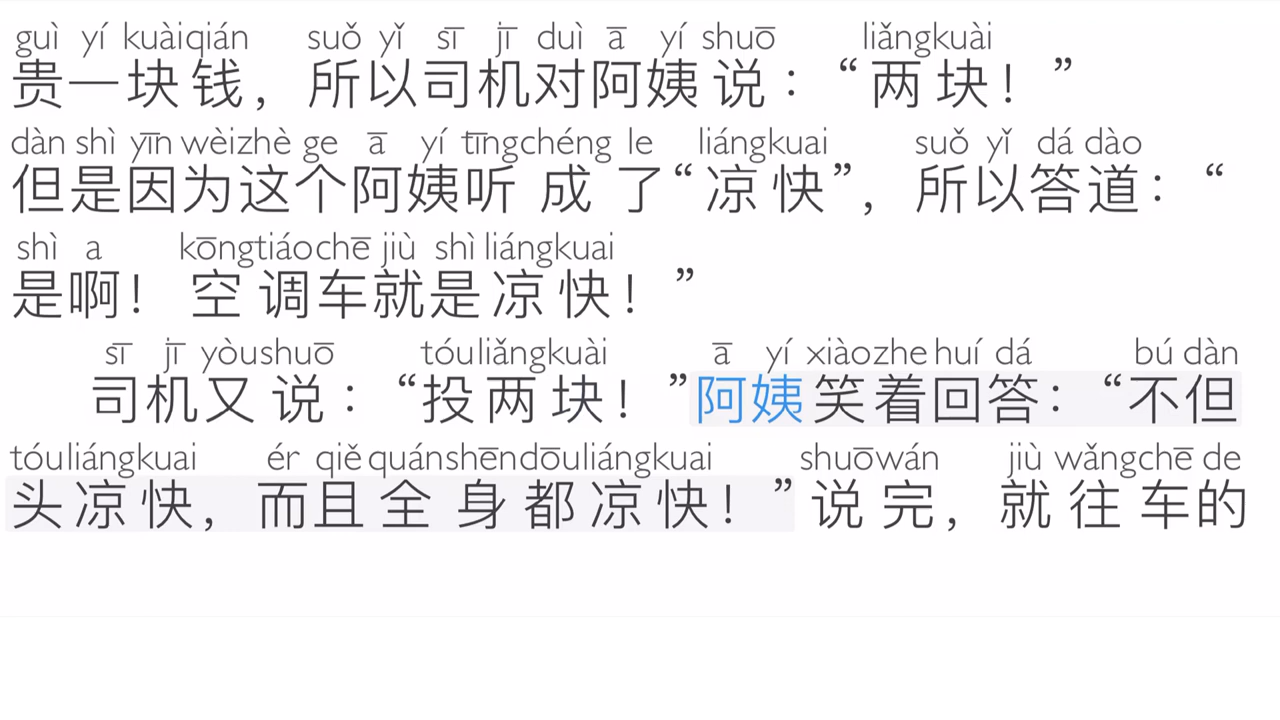 guì yí kuàiqián suǒ yǐ sī jī duì ā yí shuō liǎngkuài
贵一块钱，所以司机对阿姨说：“两块！”
dàn shì yīn wèizhè ge ā yí tīngchéng le liángkuai suǒ yǐ dá dào
但是因为这个阿姨听成了“凉快”，所以答道：“
shì a kōngtiáochē jiù shì liángkuai
是啊！空调车就是凉快！”
sī jī yòushuō tóuliǎngkuài ā yí xiàozhe huí dá bú dàn
司机又说：“投两块！”阿姨笑着回答：“不但
tóuliángkuai ér qiě quánshēndōuliángkuai shuōwán jiù wǎngchē de
头凉快，而且全身都凉快！”说完，就往车的